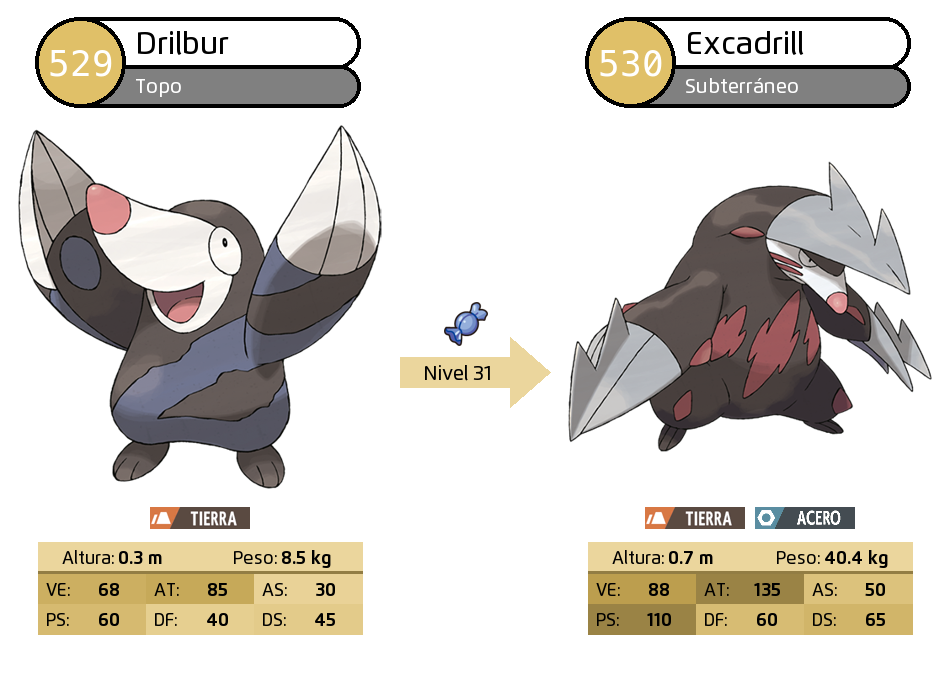 529
Drilbur
Topo
530
Excadrill
Subterráneo
Nivel 31
TIERRA
Altura: 0.3 m Peso: 8.5 kg
VE: 68 AT: 85 AS: 30
PS: 60 DF: 40 DS: 45
TIERRA ACERO
Altura: 0.7 m Peso: 40.4 kg
VE: 88 AT: 135 AS: 50
PS: 110 DF: 60 DS: 65